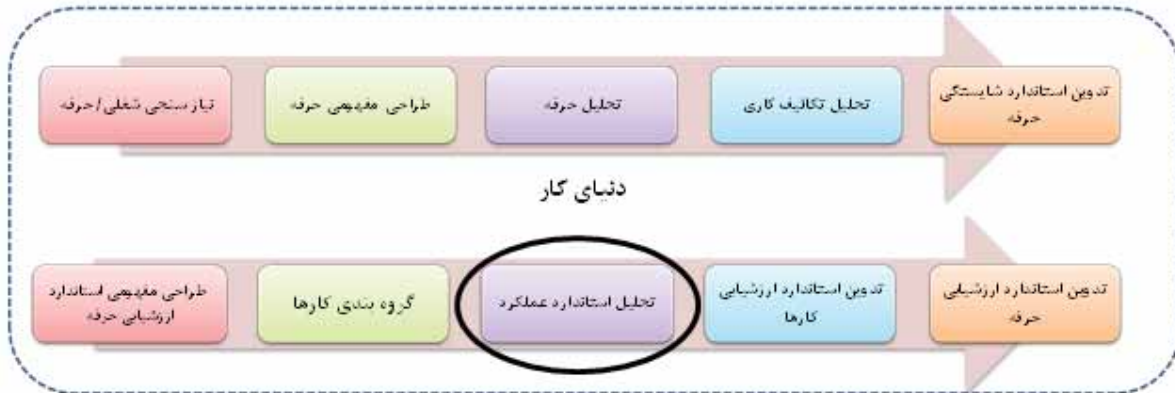 نیاز سنجی شغلی/حرفه
طراحی مفهومی حرفه
تحلیل حرفه
تحلیل تکالیف کاری
تدوین استاندارد شایستگی
حرفه
دنیای کار
طراحی مفهومی استاندارد
ارزشیابی حرفه
گروه بندی کارها
تحلیل استاندارد عملکرد
تدوین استاندارد ارزشیابی
کارها
تدوین استاندارد ارزشیابی
حرفه